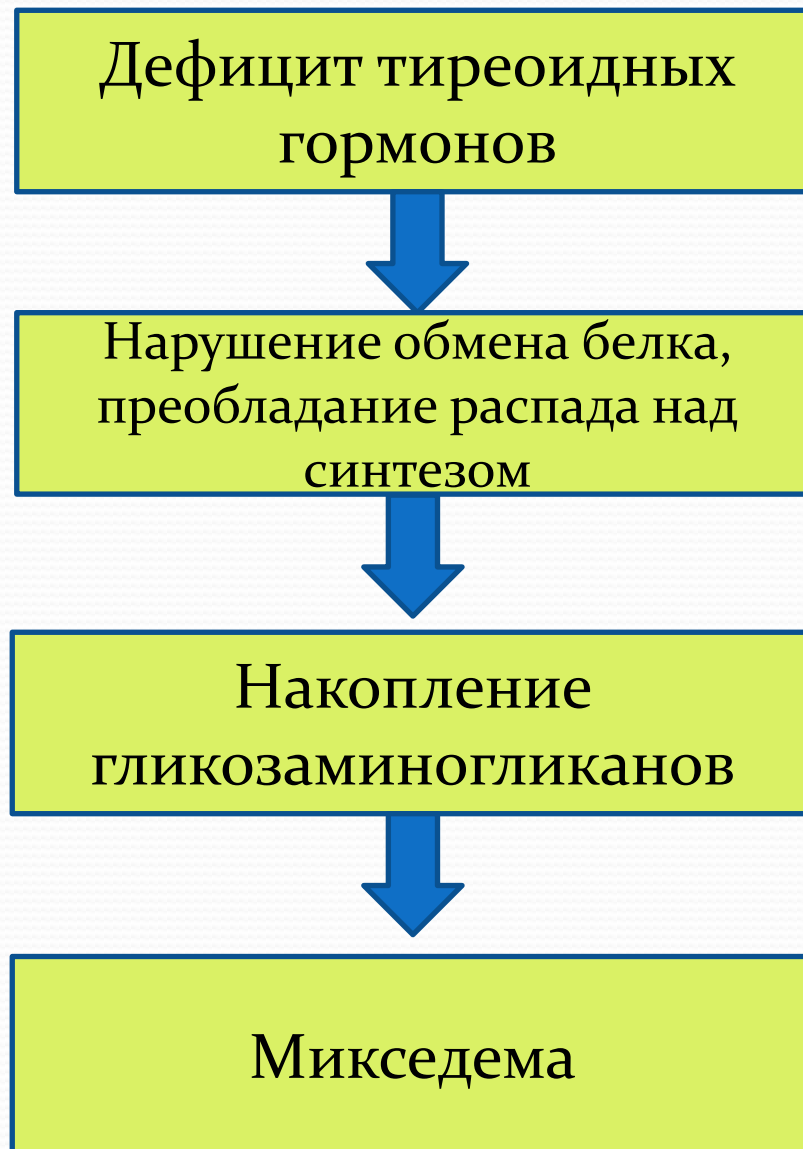 Дефицит тиреоидных
гормонов
Нарушение обмена белка,
преобладание распада над
синтезом
Накопление
гликозаминогликанов
Микседема